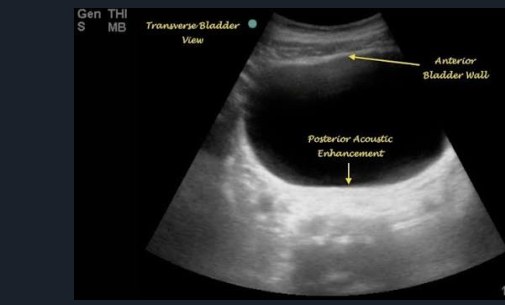 Gen THI
S MB
Transverse Bladder
View
Anterior
Bladder Wall
Posterior Acoustic
Enhancement